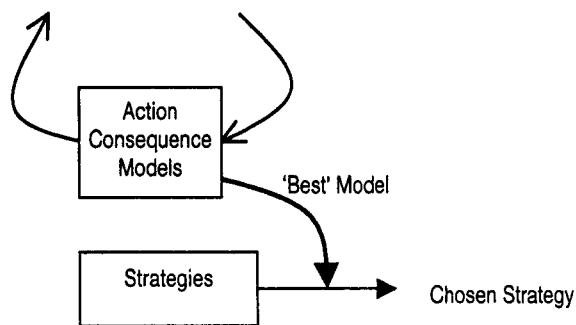 Action
Consequence
Models
'Best' Model
Strategies
Chosen Strategy